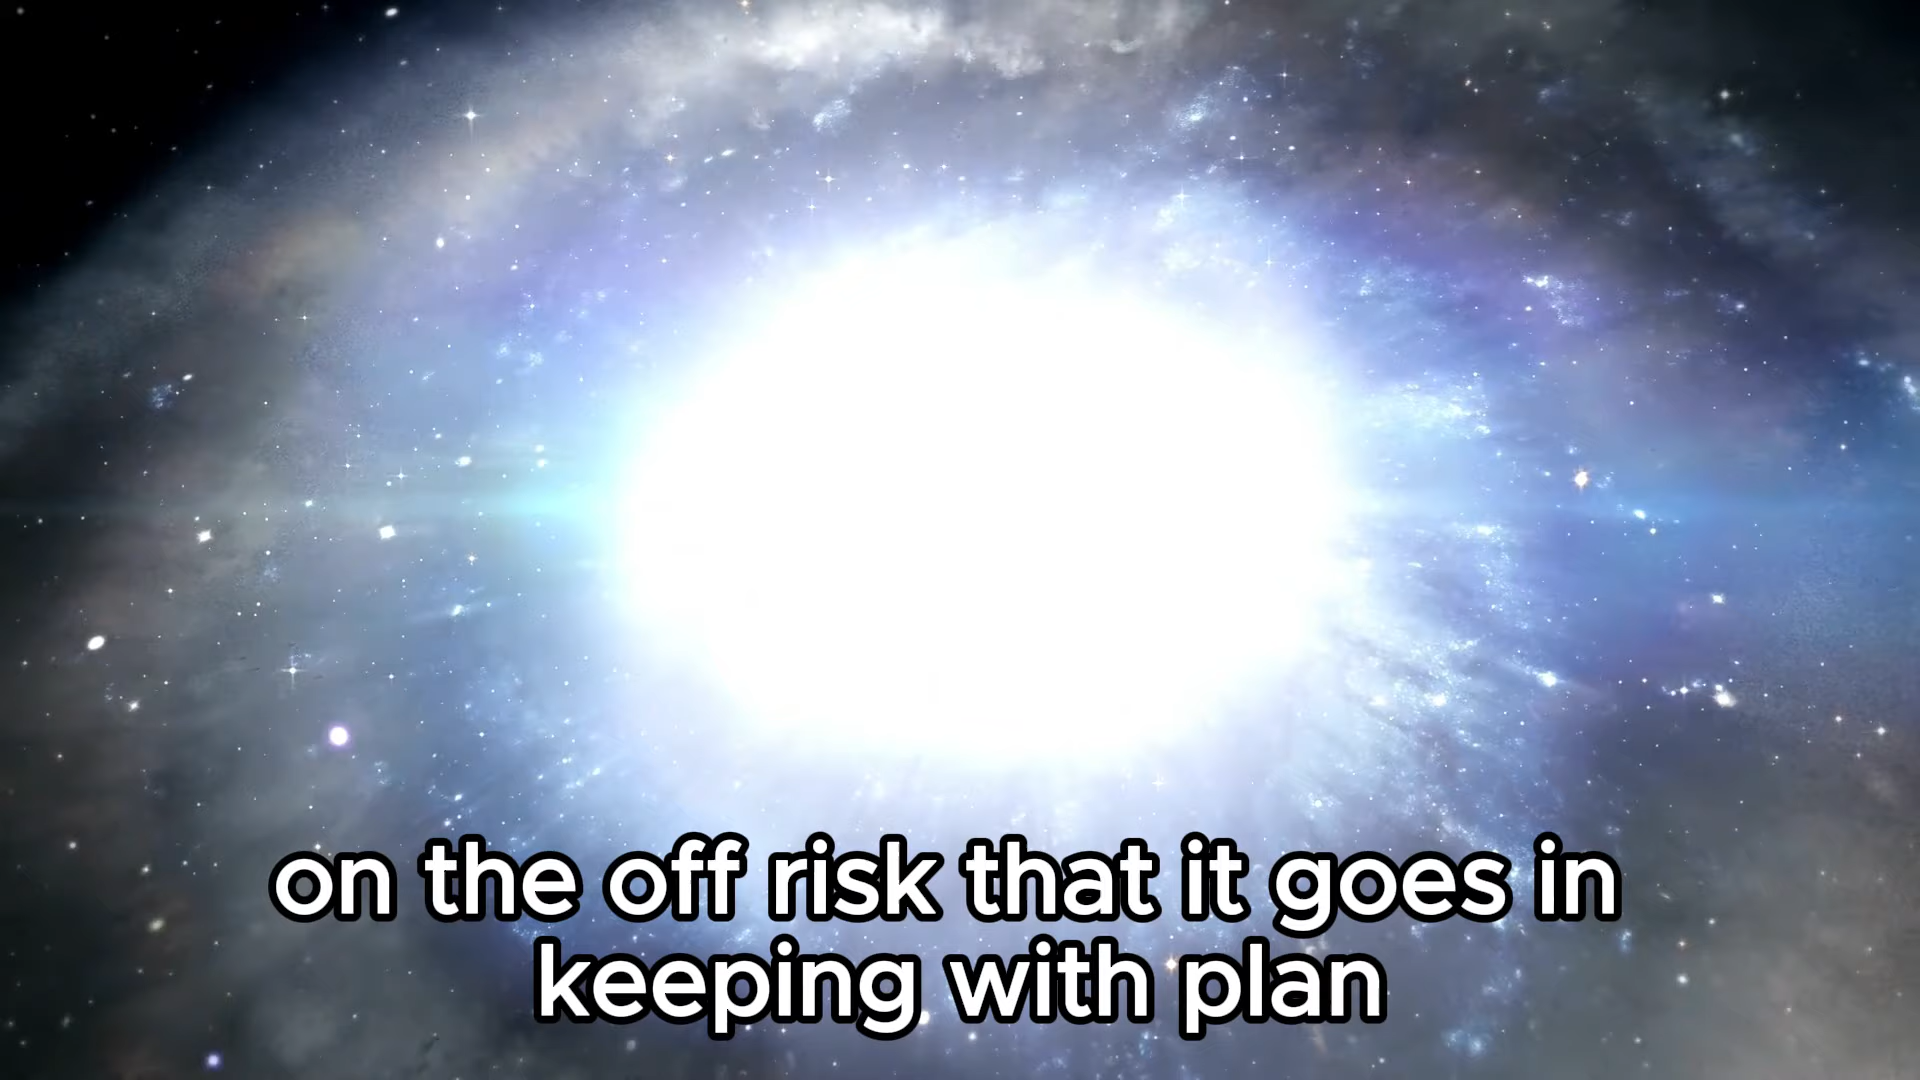 on the off risk that it goes in
keeping with plan